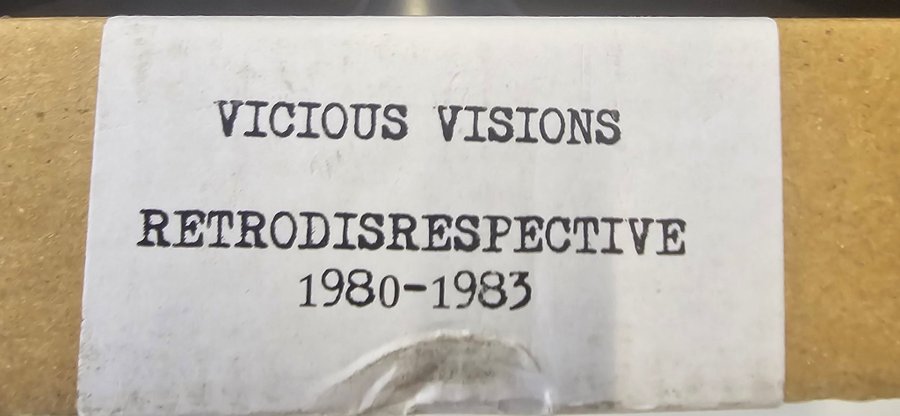 VICIOUS VISIONS
RETRODISRESPECTIVE
1980-1983